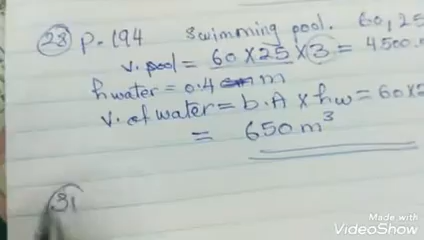 (28) P.194 Swimming pool. 60,25
V. pool = 60 × 25 × 3 = 4500.
h water = 0.4 m
V. of water = b.A × hw = 60×2
= 650 m³
(31
Made with
VideoShow